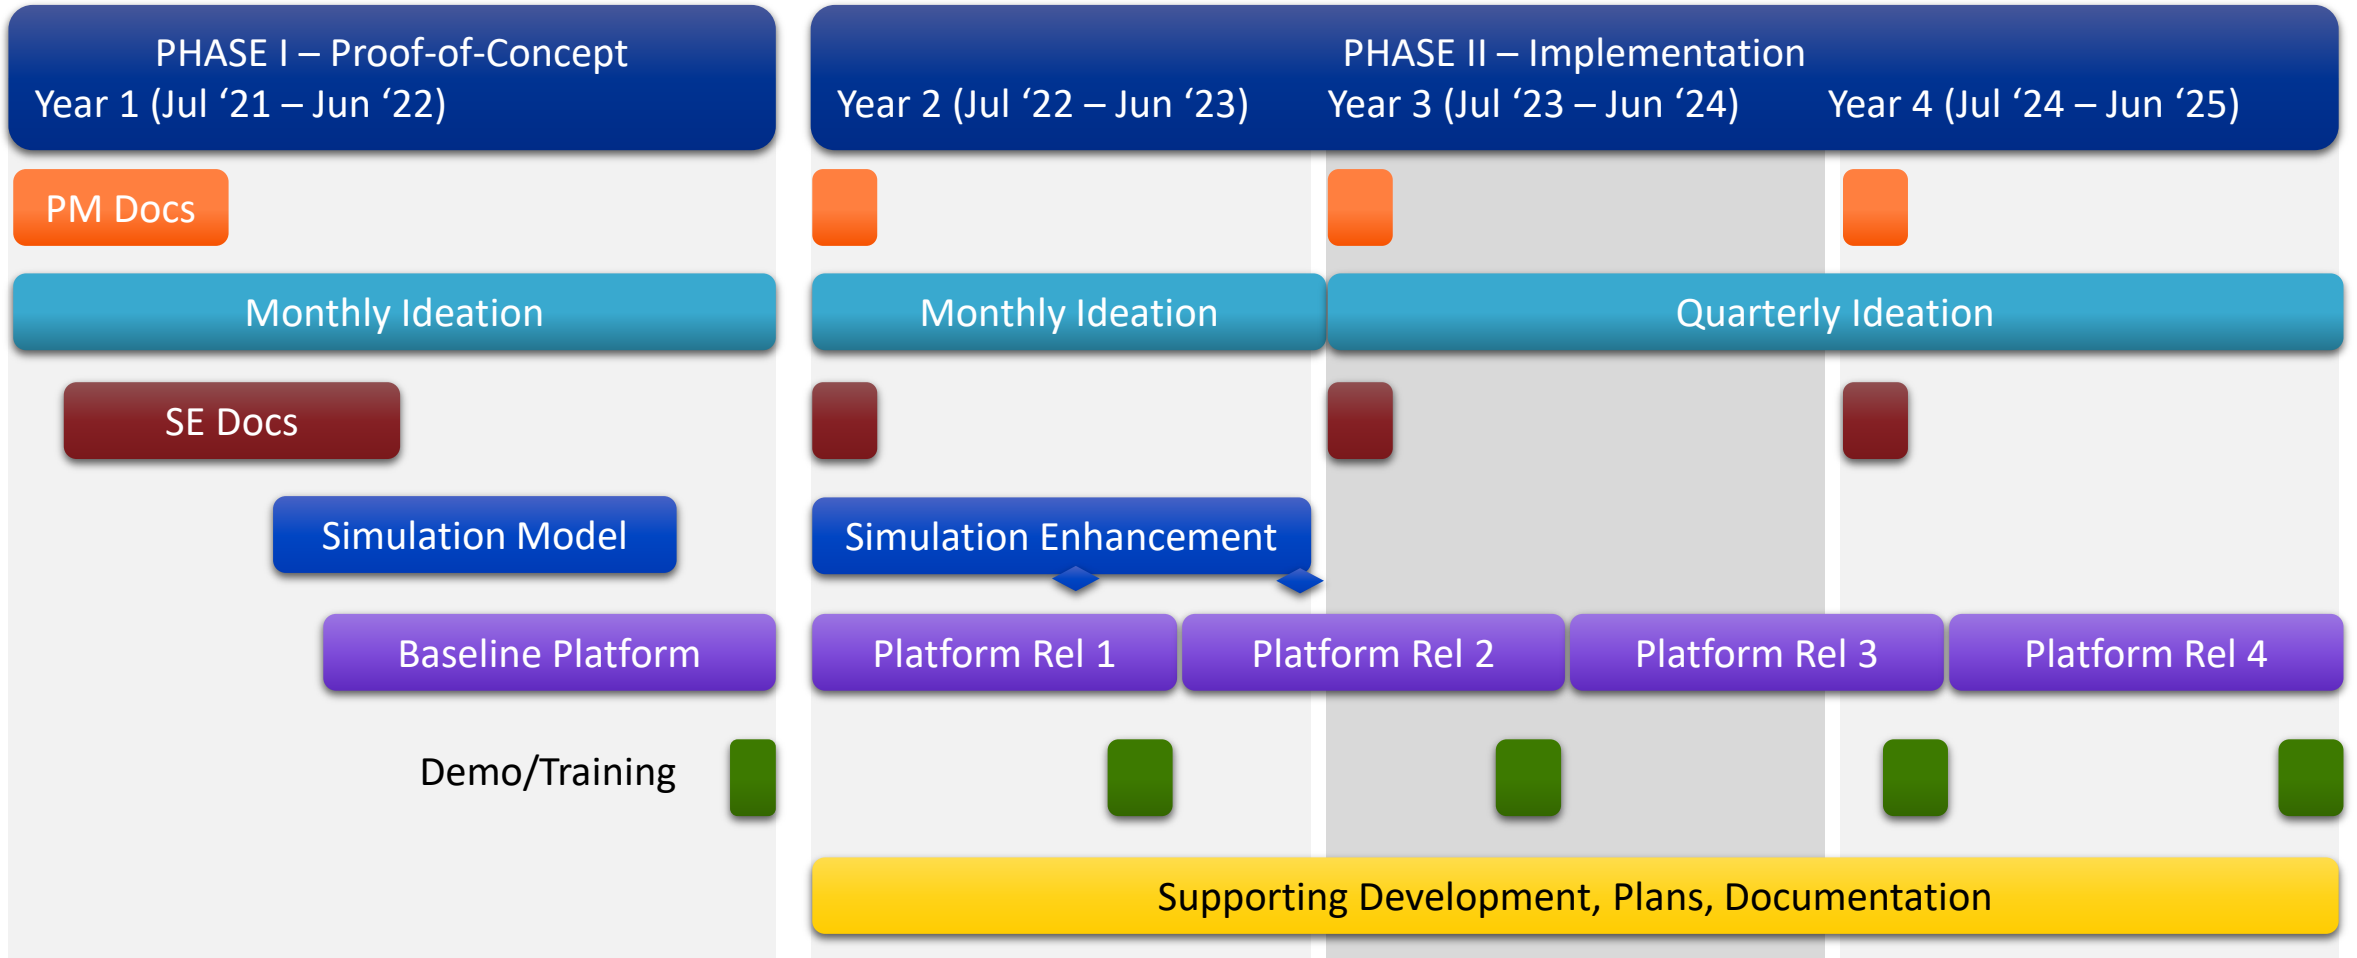 PHASE I – Proof-of-Concept
Year 1 (Jul ‘21 – Jun ‘22)
PHASE II – Implementation
Year 2 (Jul ‘22 – Jun ‘23)
Year 3 (Jul ‘23 – Jun ‘24)
Year 4 (Jul ‘24 – Jun ‘25)
PM Docs
Monthly Ideation
Monthly Ideation
Quarterly Ideation
SE Docs
Simulation Model
Simulation Enhancement
Baseline Platform
Platform Rel 1
Platform Rel 2
Platform Rel 3
Platform Rel 4
Demo/Training
Supporting Development, Plans, Documentation